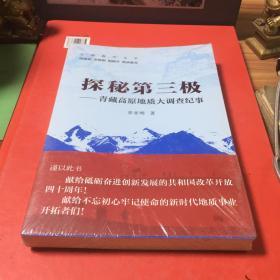 探秘第三极
——青藏高原地质大调查纪事
著
谨以此书
献给砥砺奋进创新发展的共和国改革开放
四十周年！
献给不忘初心牢记使命的新时代地质事业
开拓者们！